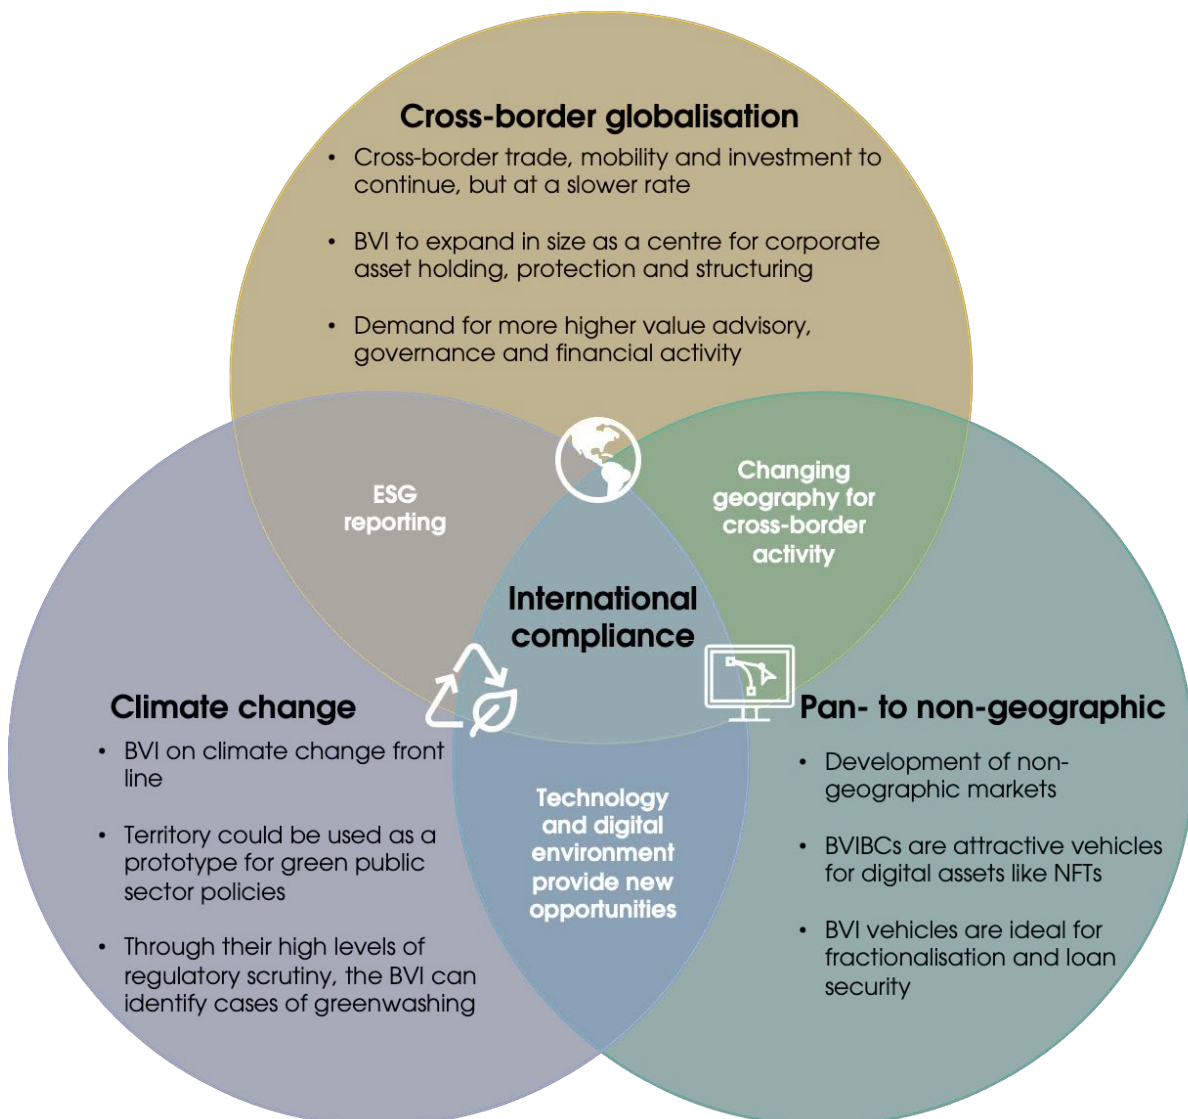 Cross-border globalisation
• Cross-border trade, mobility and investment to
continue, but at a slower rate
• BVI to expand in size as a centre for corporate
asset holding, protection and structuring
• Demand for more higher value advisory,
governance and financial activity
ESG
reporting
Changing
geography for
cross-border
activity
International
compliance
Climate change
• BVI on climate change front
line
• Territory could be used as a
prototype for green public
sector policies
• Through their high levels of
regulatory scrutiny, the BVI can
identify cases of greenwashing
Technology
and digital
environment
provide new
opportunities
Pan- to non-geographic
• Development of non-
geographic markets
• BVIBCs are attractive vehicles
for digital assets like NFTs
• BVI vehicles are ideal for
fractionalisation and loan
security